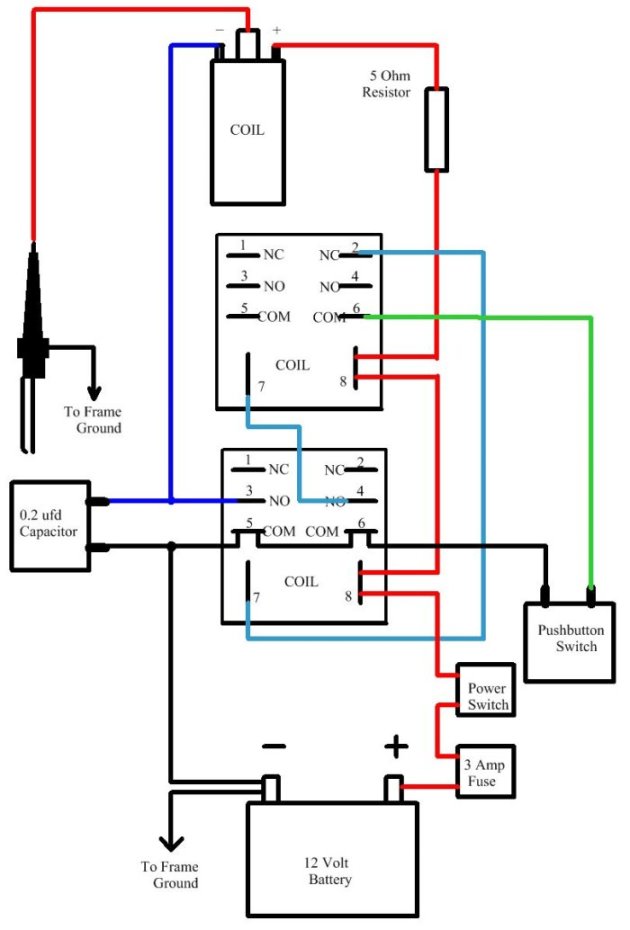 − +
COIL
5 Ohm
Resistor
1 NC NC 2
3 NO NO 4
5 COM COM 6
COIL
7 8
To Frame
Ground
1 NC NC 2
3 NO NO 4
5 COM COM 6
COIL
7 8
0.2 ufd
Capacitor
Pushbutton
Switch
Power
Switch
3 Amp
Fuse
− +
12 Volt
Battery
To Frame
Ground